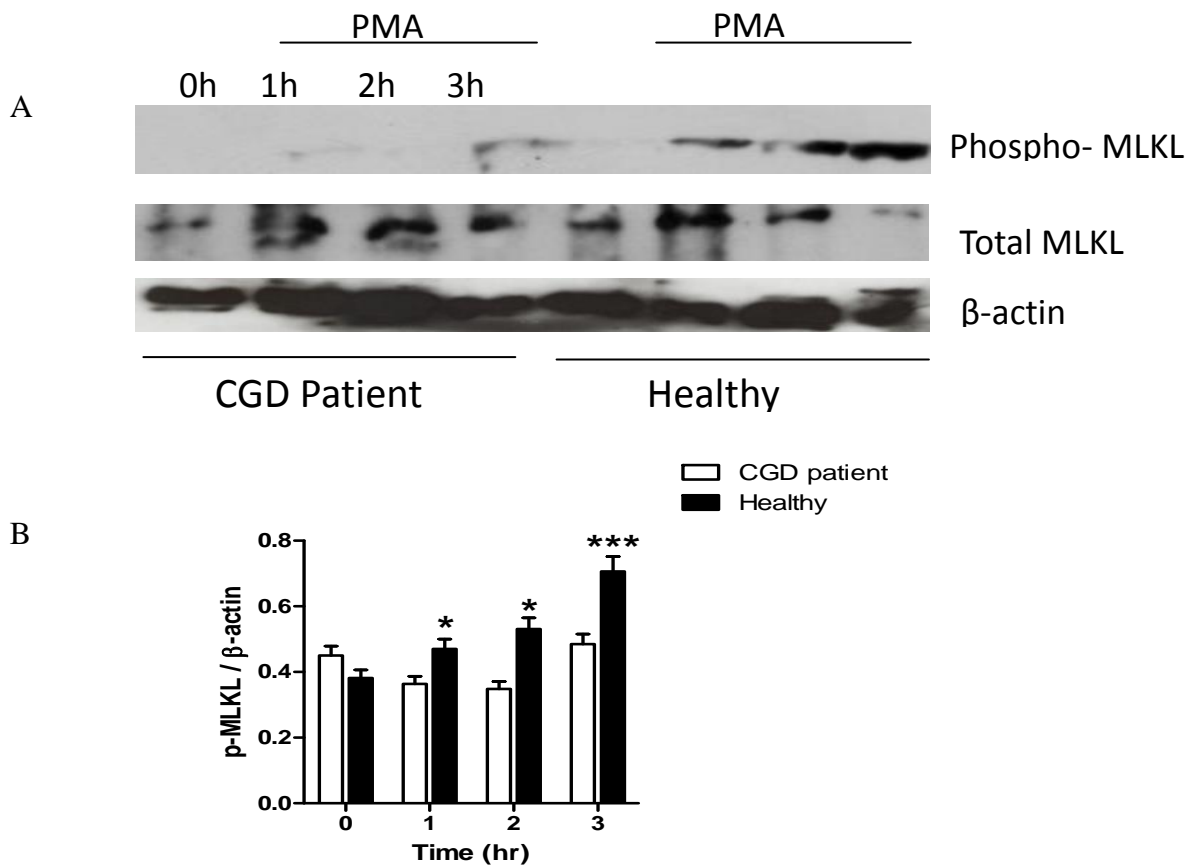 PMA PMA
0h 1h 2h 3h
A
Phospho- MLKL
Total MLKL
β-actin
CGD Patient Healthy
CGD patient
Healthy
B
p-MLKL / β-actin
0.8
0.6
0.4
0.2
0.0
* * ***
0 1 2 3
Time (hr)